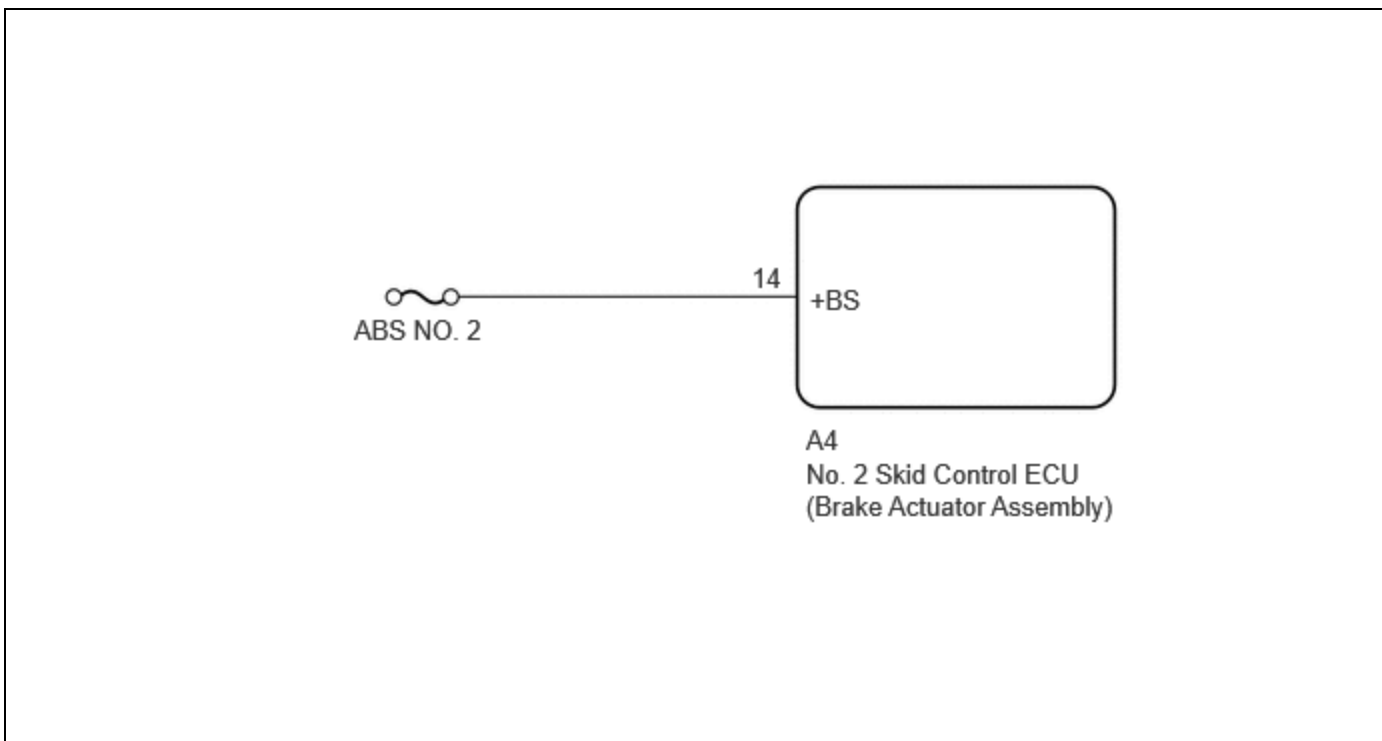 14
+BS
ABS NO. 2
A4
No. 2 Skid Control ECU
(Brake Actuator Assembly)